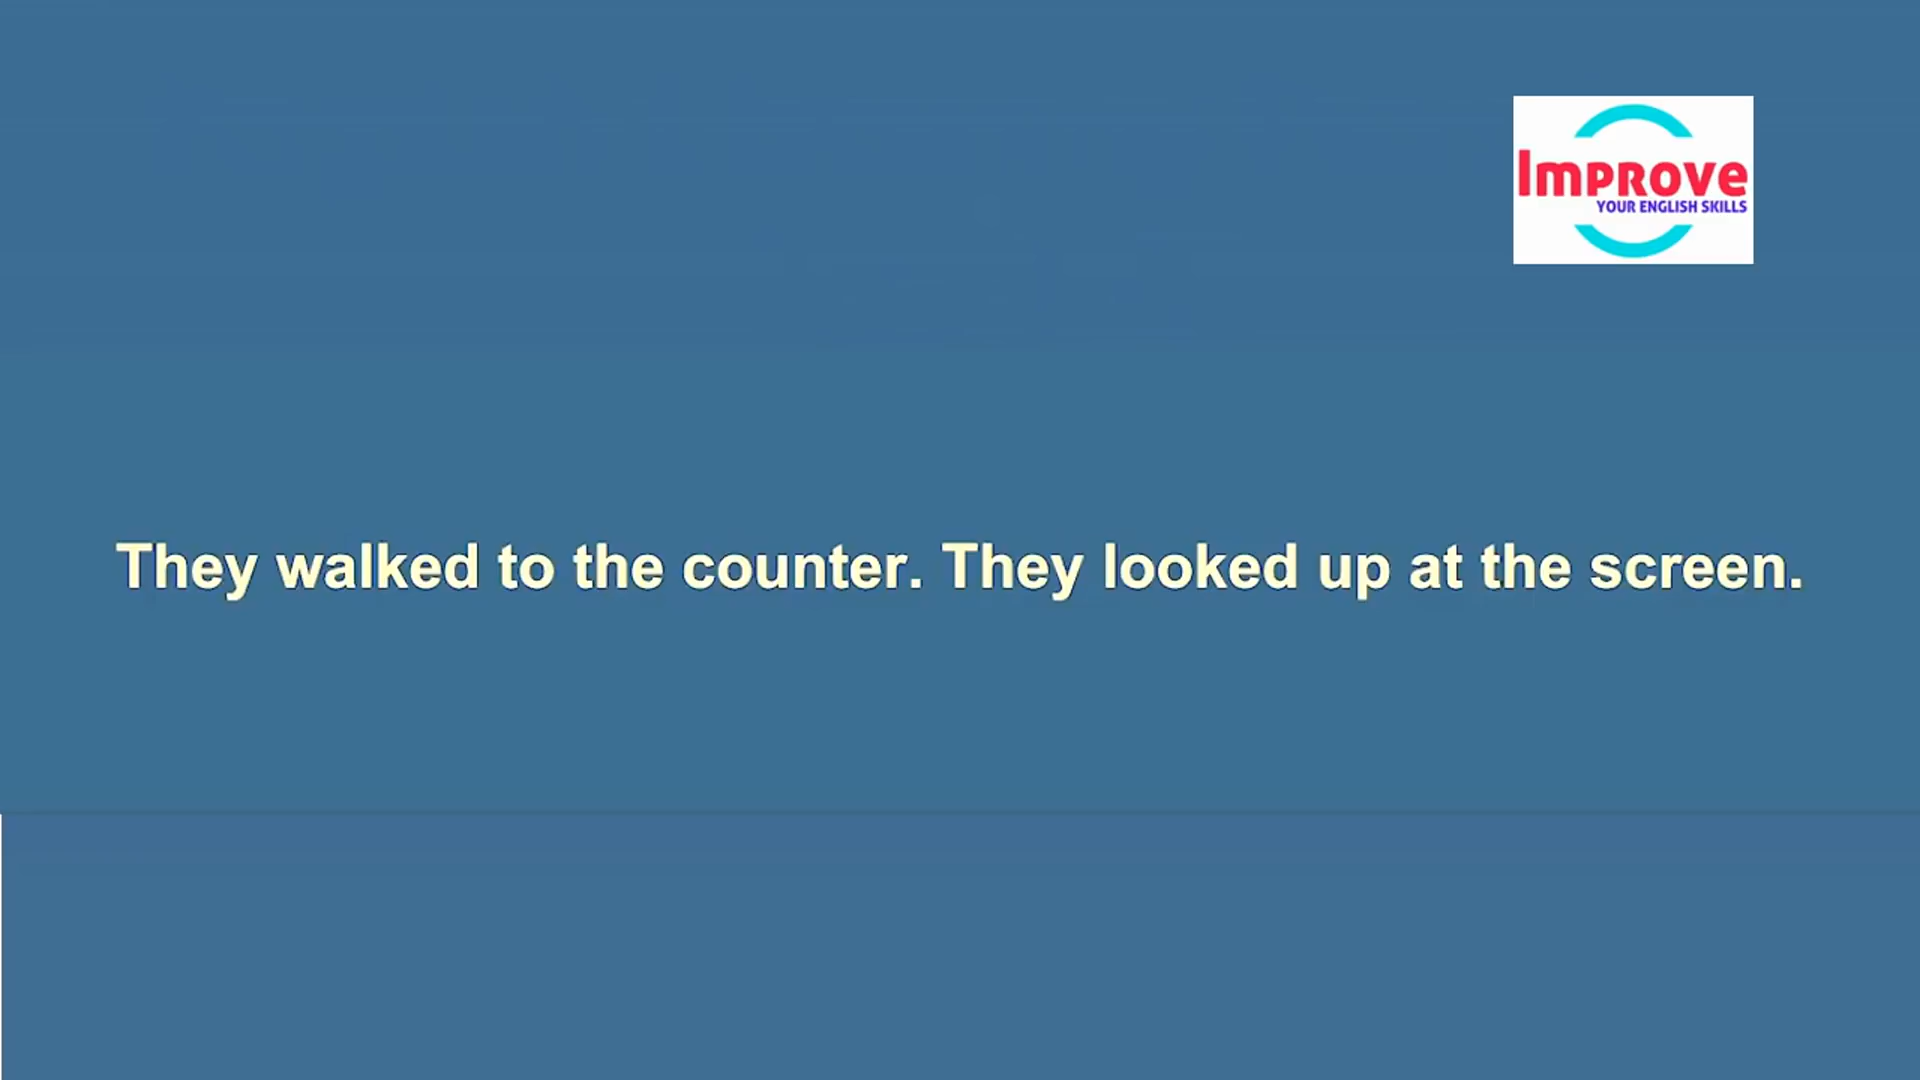 Improve
YOUR ENGLISH SKILLS
They walked to the counter. They looked up at the screen.